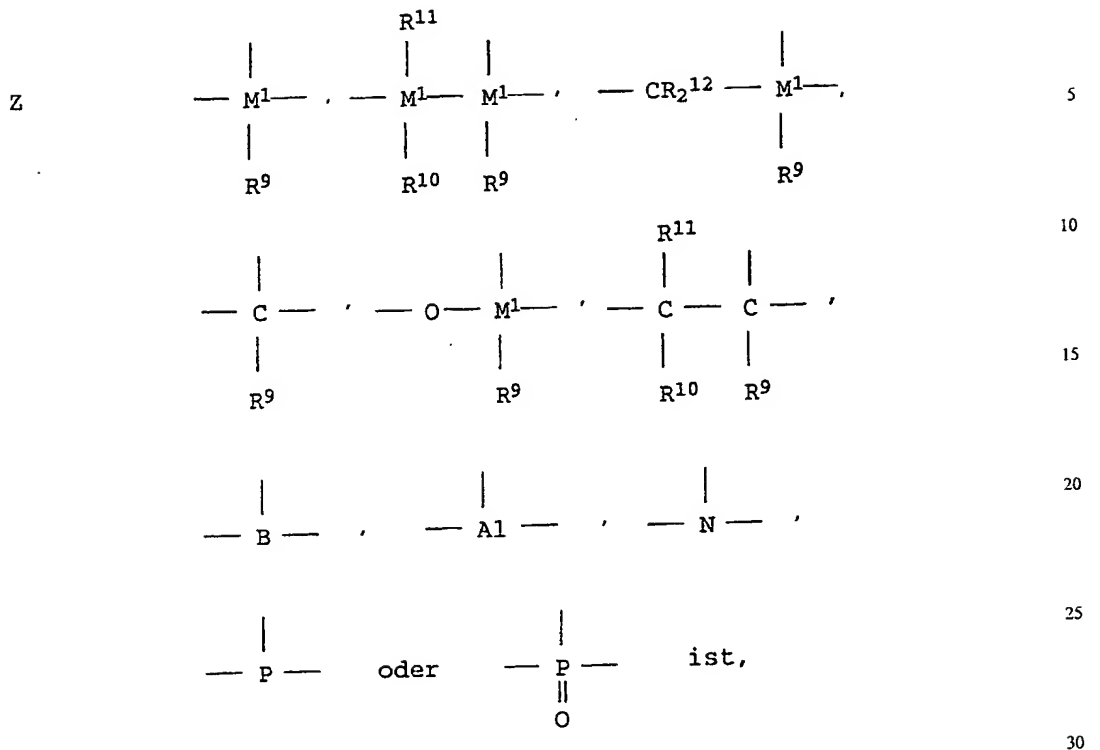 R11
Z — M1 — , — M1 — M1 — , — CR212 — M1 —, 5
R9 R10 R9 R9
R11 10
— C — , — O — M1 — , — C — C — ,
R9 R9 R10 R9 15
— B — , — Al — , — N — , 20
— P — oder — P — ist, 25
O
30